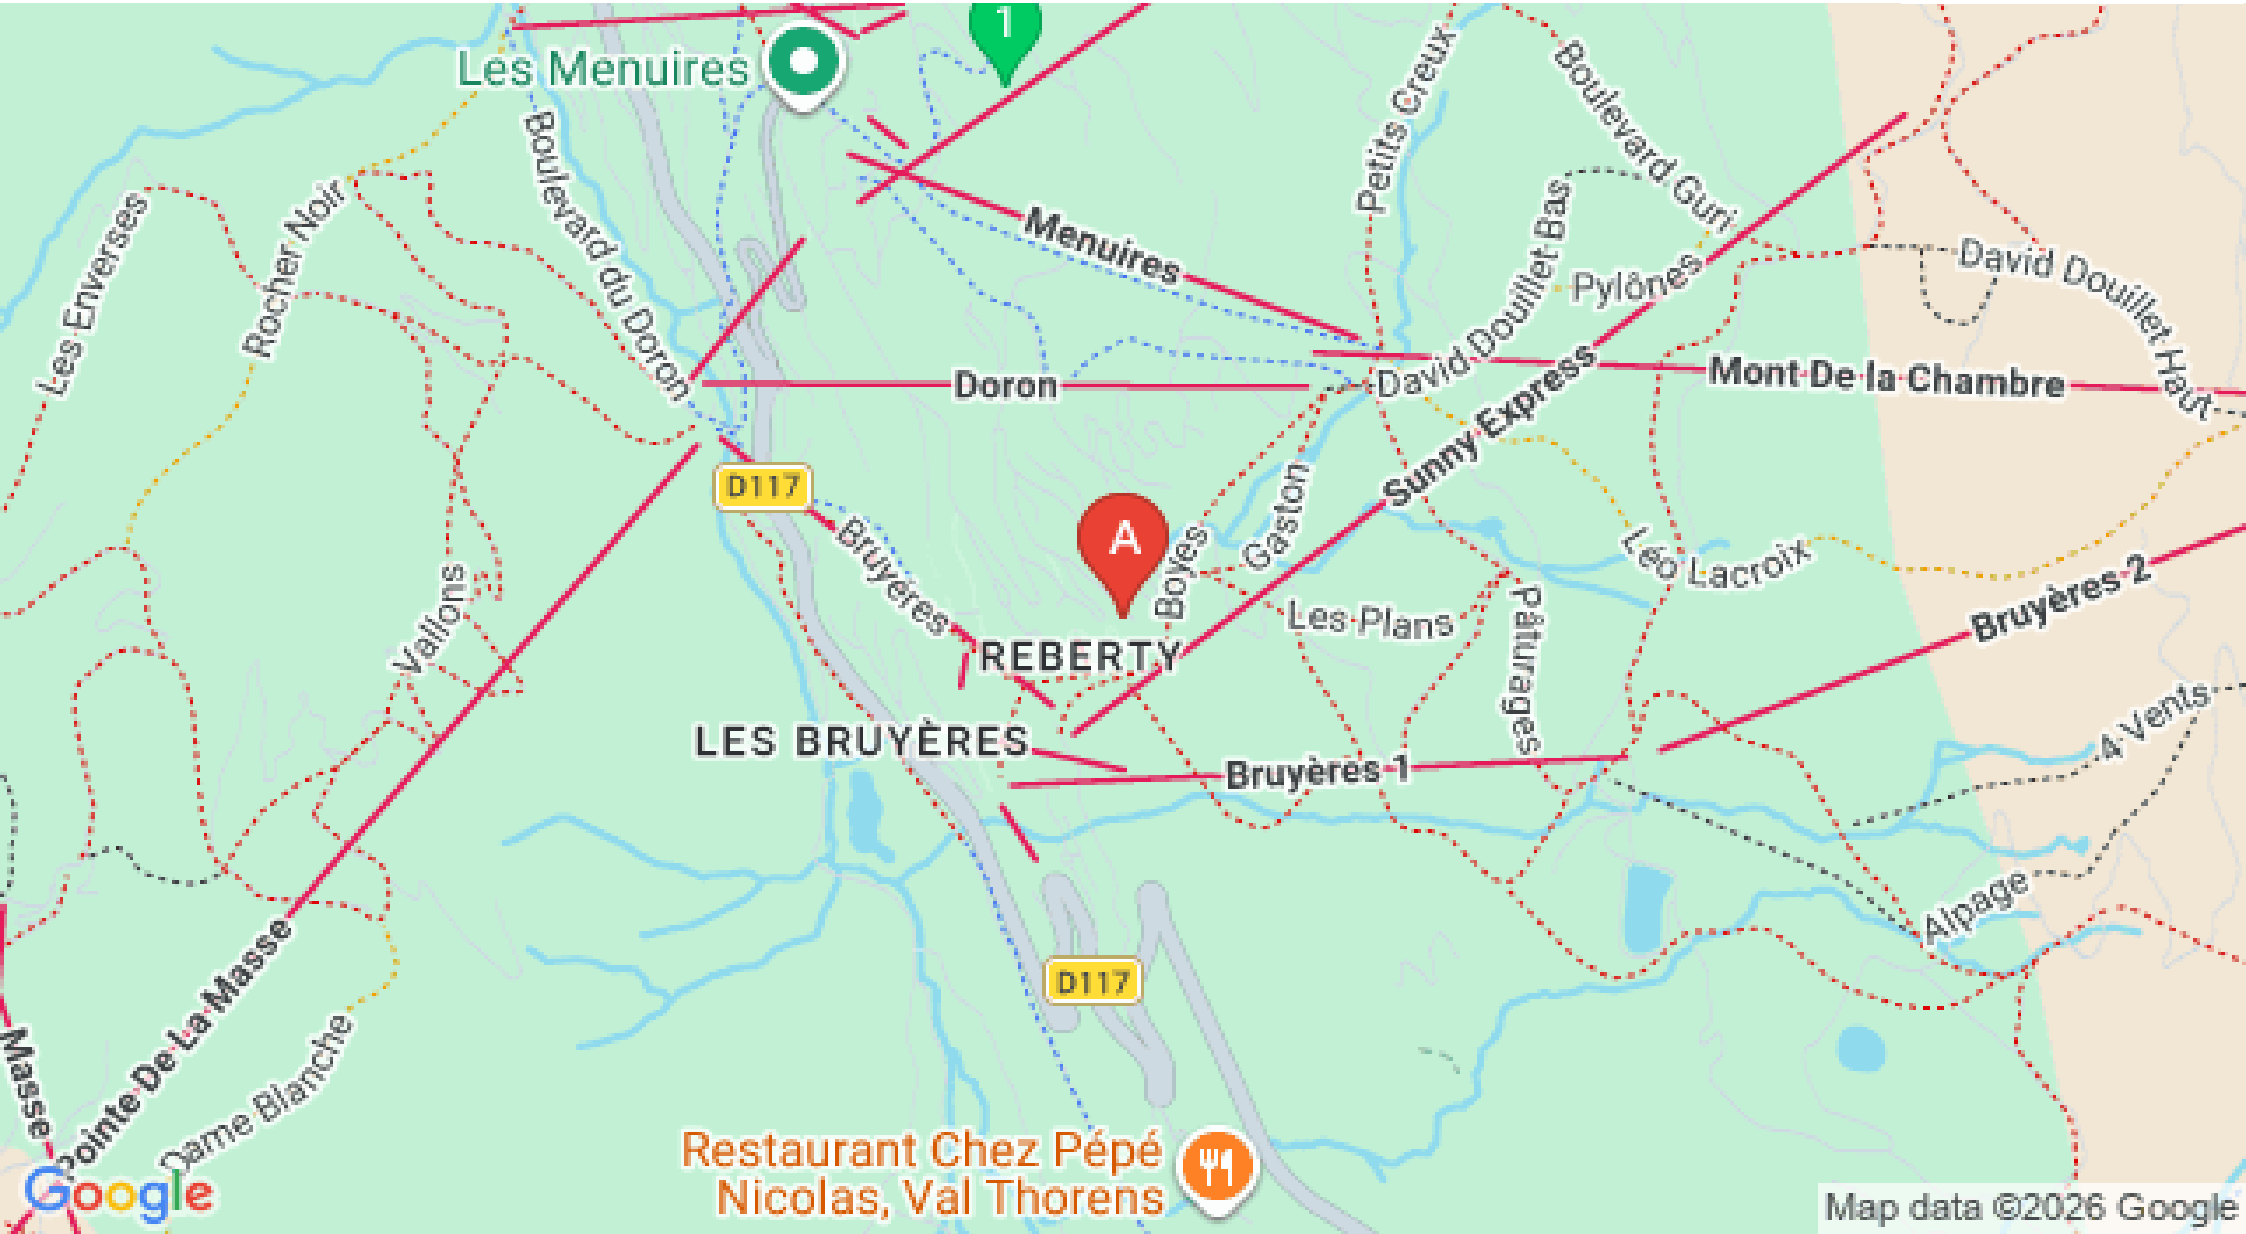 1
Les Menuires
Petits Creux
Boulevard Guri
Boulevard du Doron
Les Enverses
Rocher Noir
Menuires
David Douillet Bas
Pylônes
David Douillet Haut
Doron
Mont De la Chambre
Sunny Express
D117
Gaston
A
Bruyères
Boyes
Léo Lacroix
Bruyères 2
Vallons
Les Plans
Pâturages
REBERTY
4 Vents
LES BRUYÈRES
Bruyères 1
Alpage
D117
Pointe De La Masse
Masse
Dame Blanche
Restaurant Chez Pépé
Nicolas, Val Thorens
Google
Map data ©2026 Google